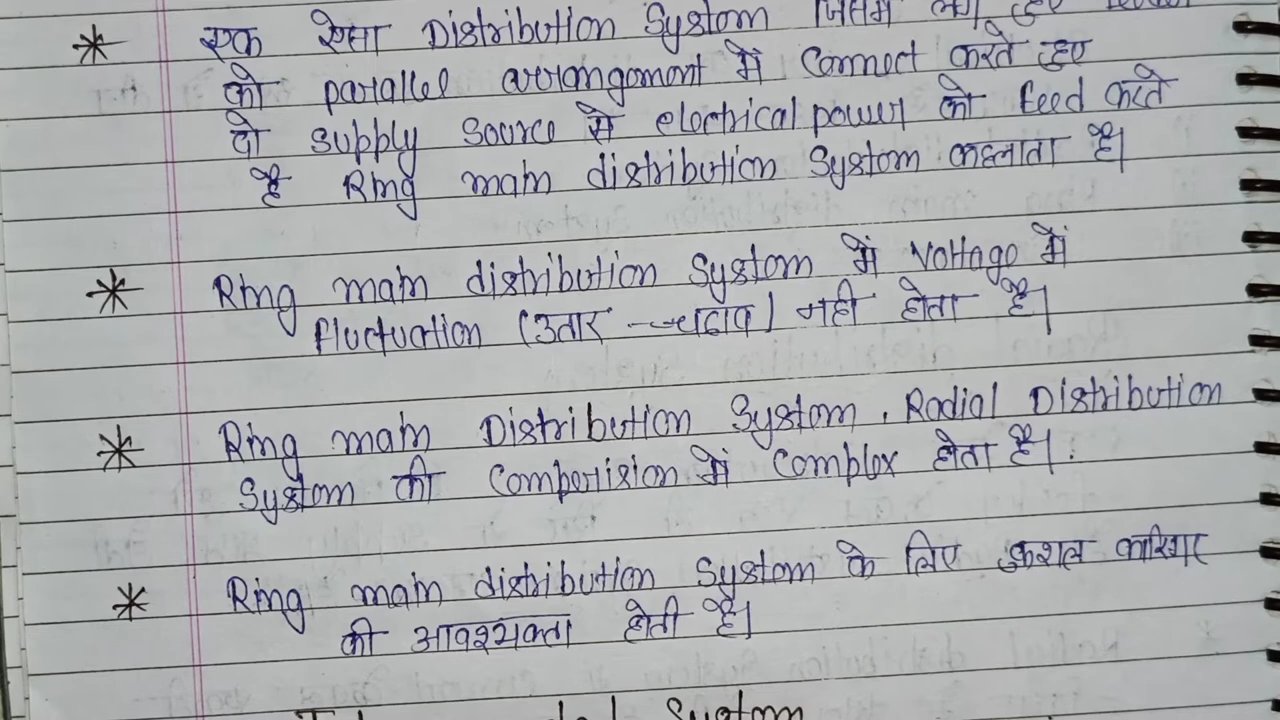 * एक ऐसा Distribution System जिसमें लगे हुए
को parallel arrangement में Connect करते हुए
दो supply source से electrical power को feed करते
है Ring main distribution System कहलाता है।
* Ring main distribution System में Voltage में
fluctuation (उतार-चढाव) नही होता है।
* Ring main Distribution System, Radial Distribution
System की Comperision में Complex होता है।
* Ring main distribution System के लिए कुशल कारिगर
की आवश्यकता होती है।
System